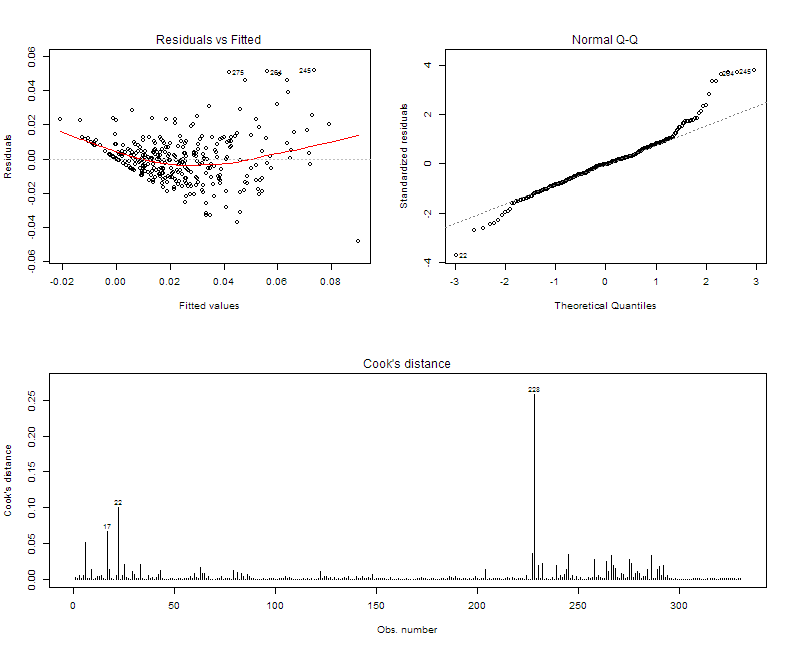 Residuals vs Fitted
Residuals
-0.06 -0.04 -0.02 0.00 0.02 0.04 0.06
275 264 245
-0.02 0.00 0.02 0.04 0.06 0.08
Fitted values
Normal Q-Q
Standardized residuals
-4 -2 0 2 4
245
22
-3 -2 -1 0 1 2 3
Theoretical Quantiles
Cook's distance
Cook's distance
0.00 0.05 0.10 0.15 0.20 0.25
17
22
228
0 50 100 150 200 250 300
Obs. number